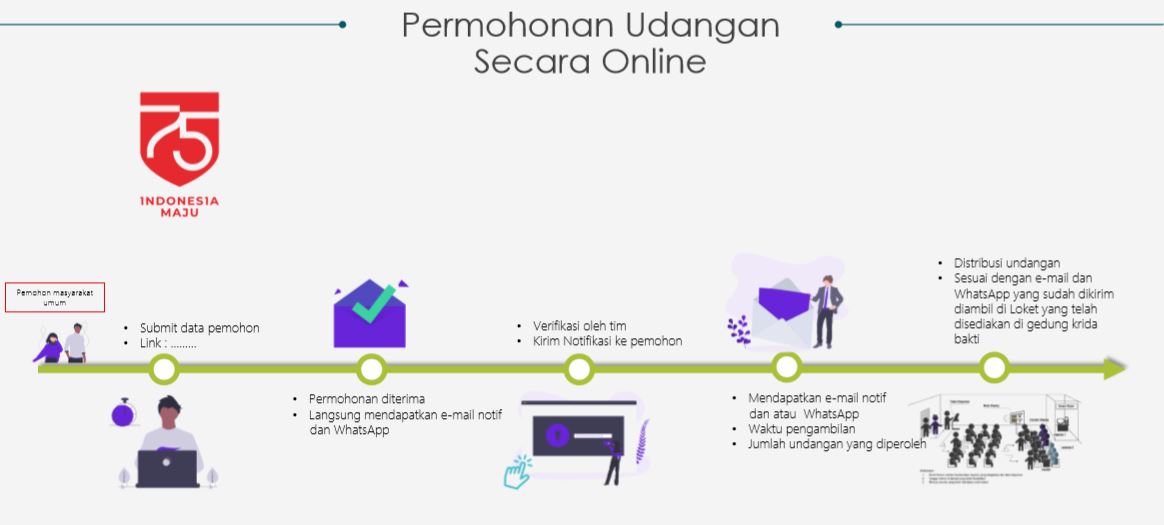 Permohonan Udangan
Secara Online
INDONESIA
MAJU
Pemohon masyarakat
umum
• Submit data pemohon
• Link : .........
• Permohonan diterima
• Langsung mendapatkan e-mail notif
dan WhatsApp
• Verifikasi oleh tim
• Kirim Notifikasi ke pemohon
• Mendapatkan e-mail notif
dan atau WhatsApp
• Waktu pengambilan
• Jumlah undangan yang diperoleh
• Distribusi undangan
• Sesuai dengan e-mail dan
WhatsApp yang sudah dikirim
diambil di Loket yang telah
disediakan di gedung krida
bakti